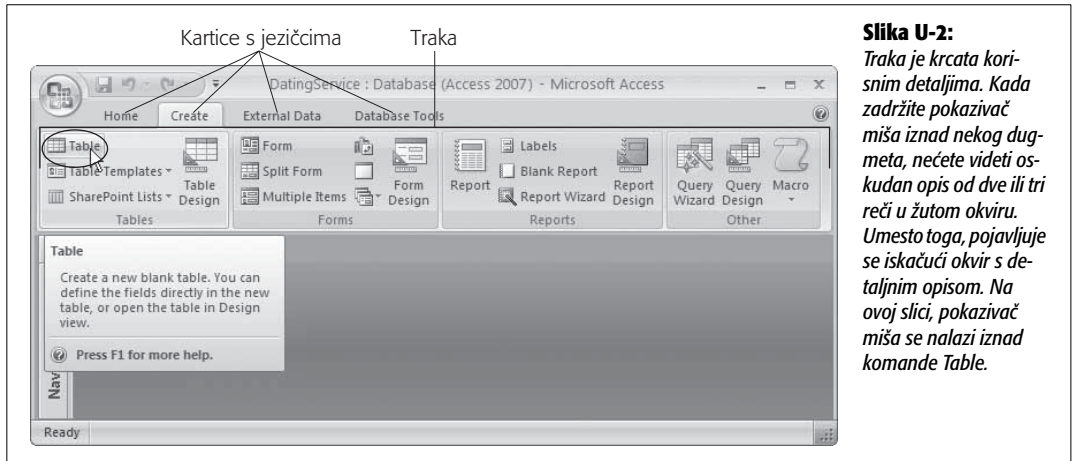 Kartice s jezičcima
Traka
DatingService : Database (Access 2007) - Microsoft Access
Home
Create
External Data
Database Tools
Table
Table Templates
SharePoint Lists
Table
Design
Tables
Form
Split Form
Multiple Items
Form
Design
Forms
Report
Labels
Blank Report
Report Wizard
Report
Design
Reports
Query
Wizard
Query
Design
Macro
Other
Table
Create a new blank table. You can
define the fields directly in the new
table, or open the table in Design
view.
Press F1 for more help.
Nav
Ready
Slika U-2:
Traka je krcata kori-
snim detaljima. Kada
zadržite pokazivač
miša iznad nekog dug-
meta, nećete videti os-
kudan opis od dve ili tri
reči u žutom okviru.
Umesto toga, pojavljuje
se iskačući okvir s de-
taljnim opisom. Na
ovoj slici, pokazivač
miša se nalazi iznad
komande Table.